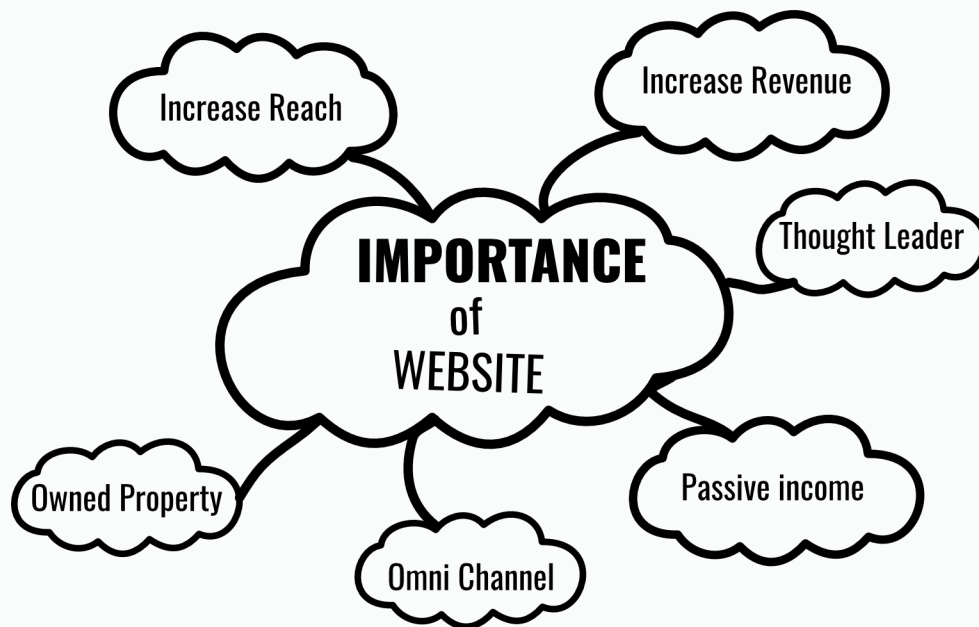 Increase Reach
Increase Revenue
Thought Leader
IMPORTANCE
of
WEBSITE
Passive income
Owned Property
Omni Channel